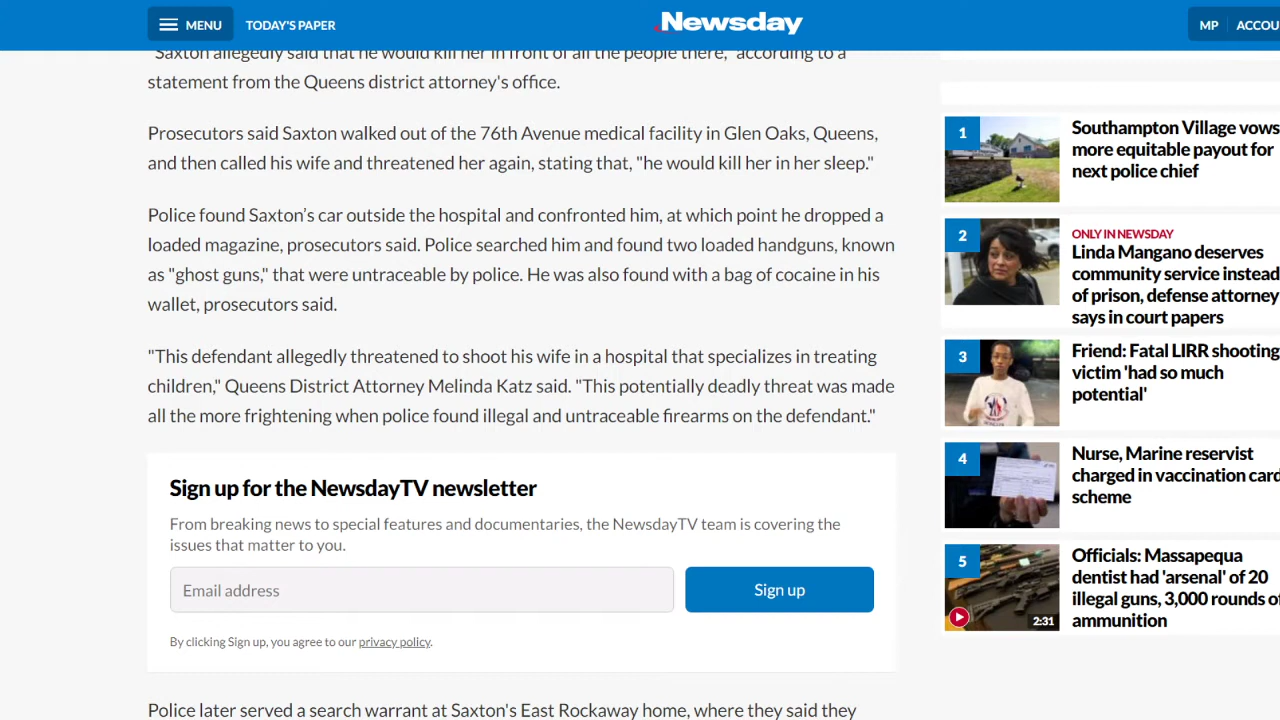 MENU
TODAY'S PAPER
Newsday
MP
ACCOU
"Saxton allegedly said that he would kill her in front of all the people there," according to a
statement from the Queens district attorney's office.
Prosecutors said Saxton walked out of the 76th Avenue medical facility in Glen Oaks, Queens,
and then called his wife and threatened her again, stating that, "he would kill her in her sleep."
Police found Saxton’s car outside the hospital and confronted him, at which point he dropped a
loaded magazine, prosecutors said. Police searched him and found two loaded handguns, known
as "ghost guns," that were untraceable by police. He was also found with a bag of cocaine in his
wallet, prosecutors said.
"This defendant allegedly threatened to shoot his wife in a hospital that specializes in treating
children," Queens District Attorney Melinda Katz said. "This potentially deadly threat was made
all the more frightening when police found illegal and untraceable firearms on the defendant."
Sign up for the NewsdayTV newsletter
From breaking news to special features and documentaries, the NewsdayTV team is covering the
issues that matter to you.
Email address
Sign up
By clicking Sign up, you agree to our privacy policy.
Police later served a search warrant at Saxton's East Rockaway home, where they said they
1
Southampton Village vows
more equitable payout for
next police chief
2
ONLY IN NEWSDAY
Linda Mangano deserves
community service instead
of prison, defense attorney
says in court papers
3
Friend: Fatal LIRR shooting
victim 'had so much
potential'
4
Nurse, Marine reservist
charged in vaccination card
scheme
5
2:31
Officials: Massapequa
dentist had 'arsenal' of 20
illegal guns, 3,000 rounds of
ammunition